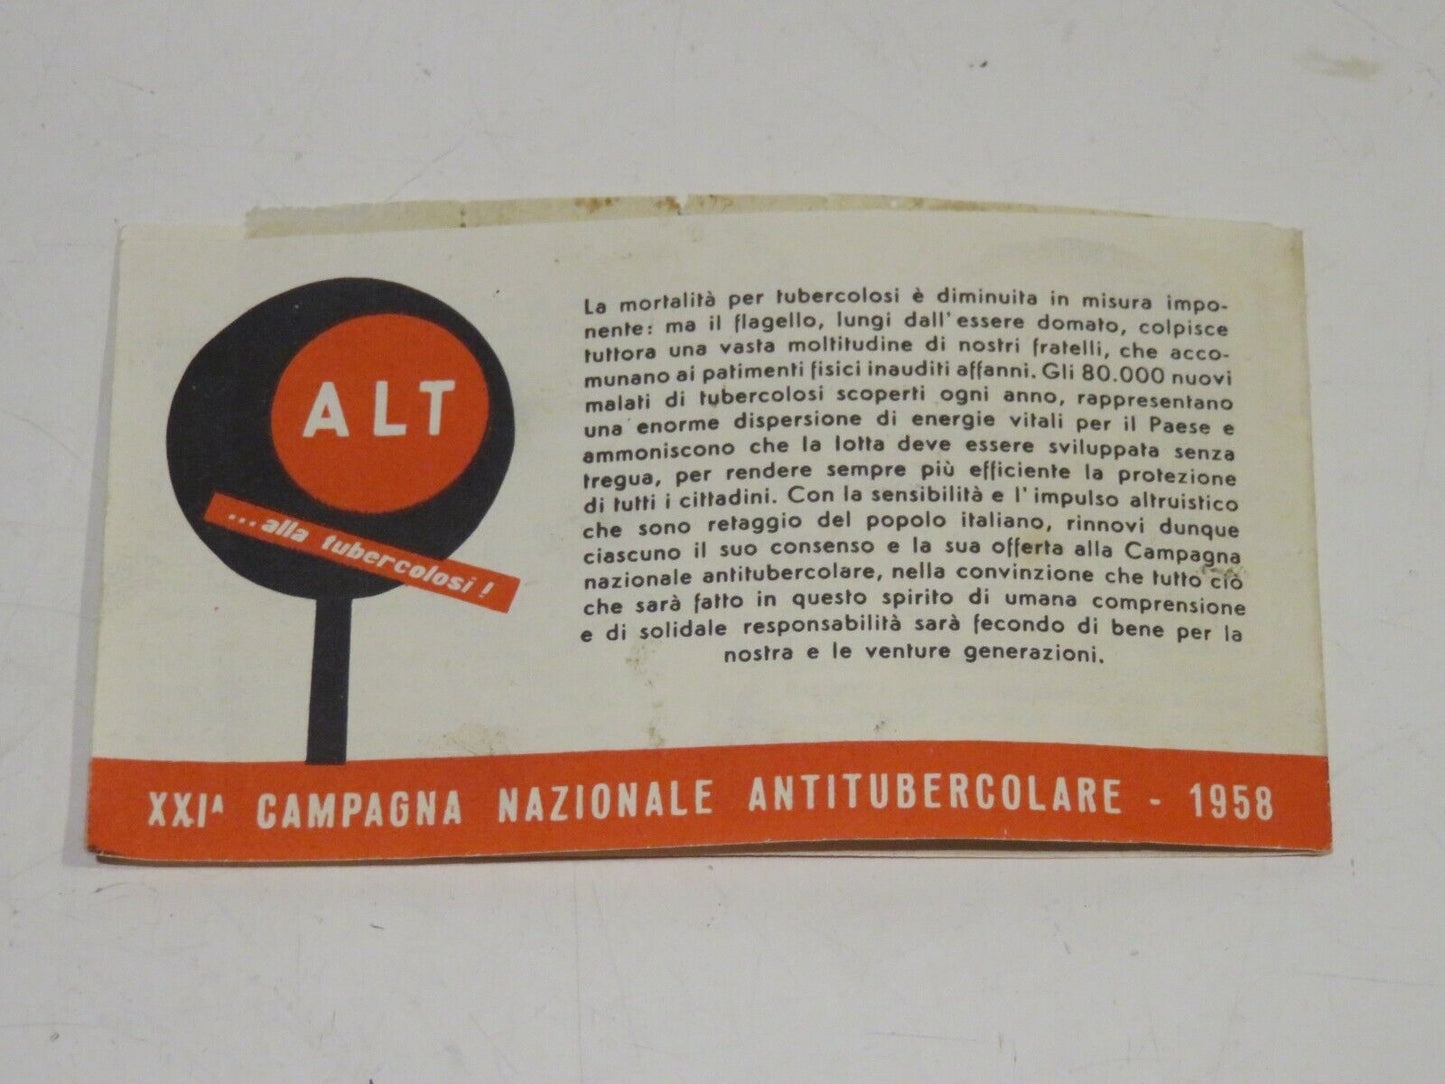 ALT
...alla tubercolosi!
La mortalità per tubercolosi è diminuita in misura impo-
nente: ma il flagello, lungi dall'essere domato, colpisce
tuttora una vasta moltitudine di nostri fratelli, che acco-
munano ai patimenti fisici inauditi affanni. Gli 80.000 nuovi
malati di tubercolosi scoperti ogni anno, rappresentano
una enorme dispersione di energie vitali per il Paese e
ammoniscono che la lotta deve essere sviluppata senza
tregua, per rendere sempre più efficiente la protezione
di tutti i cittadini. Con la sensibilità e l'impulso altruistico
che sono retaggio del popolo italiano, rinnovi dunque
ciascuno il suo consenso e la sua offerta alla Campagna
nazionale antitubercolare, nella convinzione che tutto ciò
che sarà fatto in questo spirito di umana comprensione
e di solidale responsabilità sarà fecondo di bene per la
nostra e le venture generazioni.
XXIA CAMPAGNA NAZIONALE ANTITUBERCOLARE - 1958